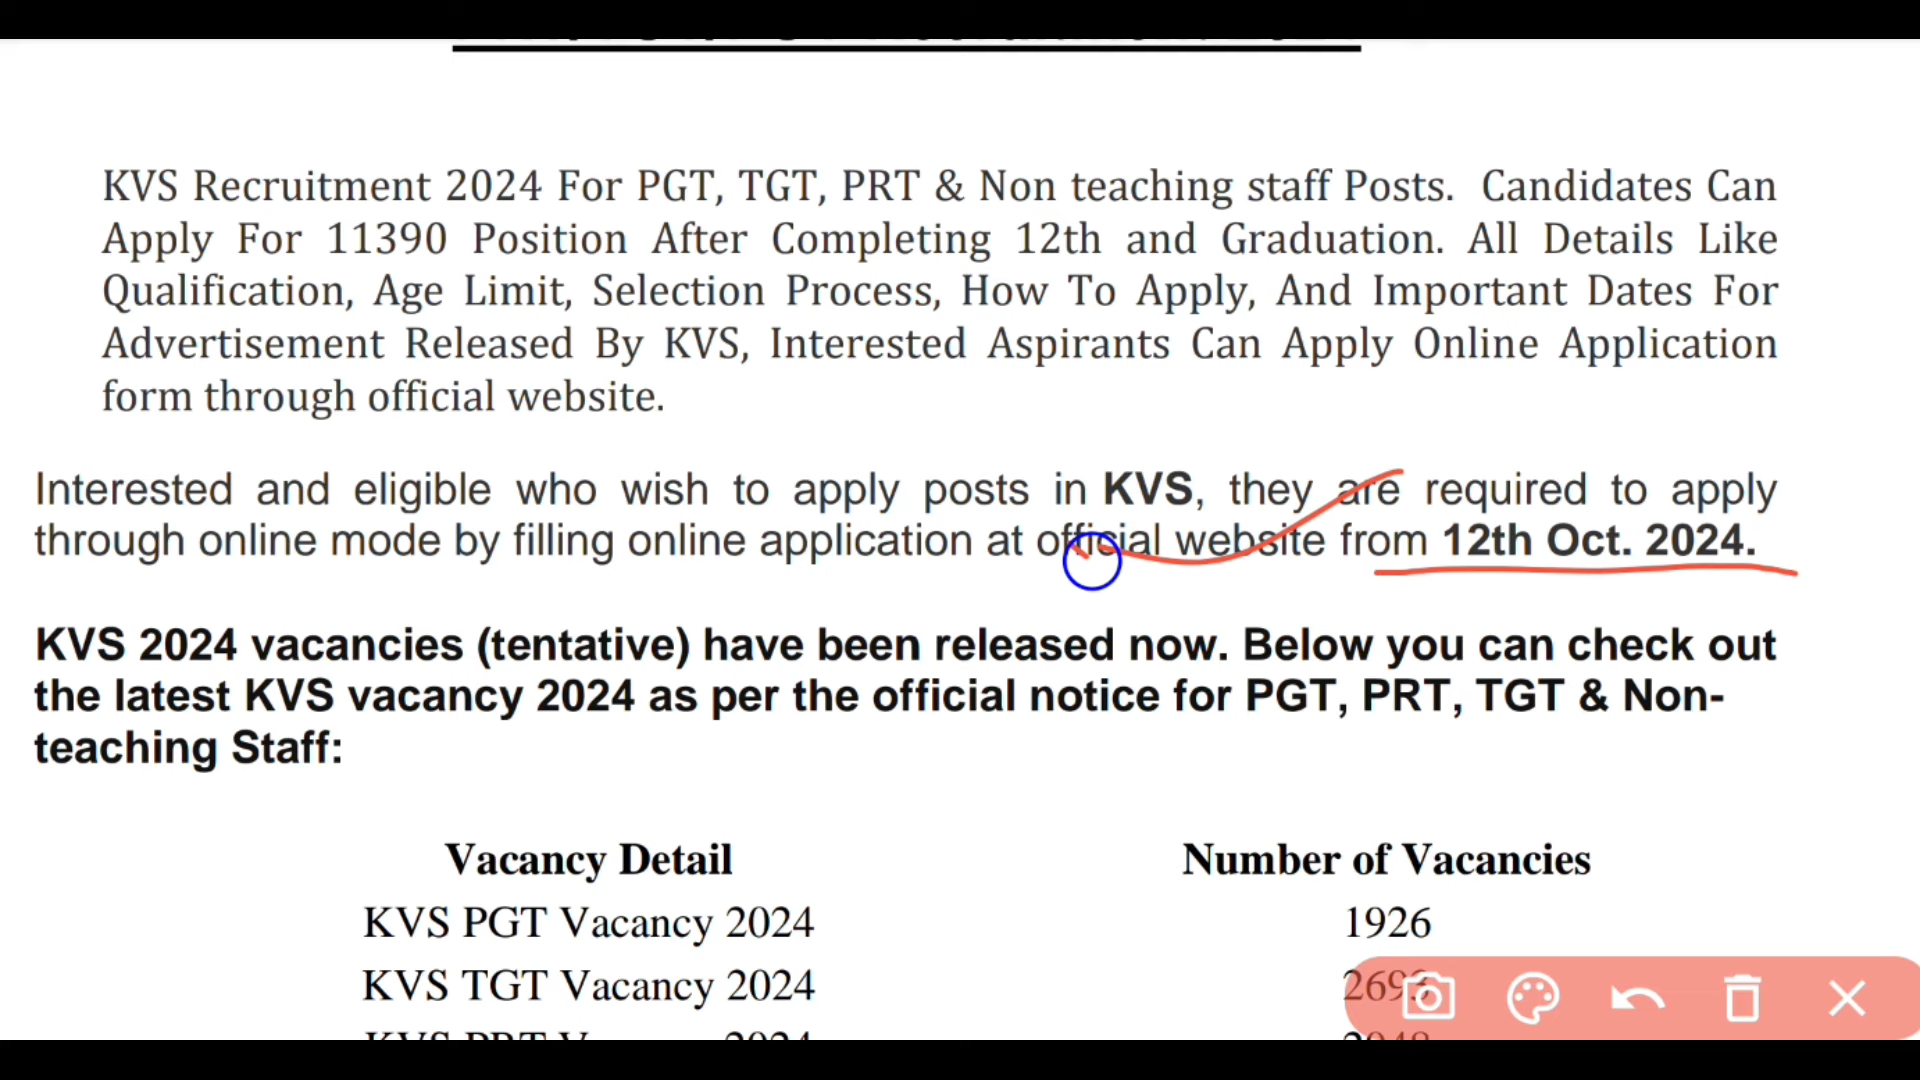 KVS Recruitment 2024 For PGT, TGT, PRT & Non teaching staff Posts. Candidates Can
Apply For 11390 Position After Completing 12th and Graduation. All Details Like
Qualification, Age Limit, Selection Process, How To Apply, And Important Dates For
Advertisement Released By KVS, Interested Aspirants Can Apply Online Application
form through official website.
Interested and eligible who wish to apply posts in KVS, they are required to apply
through online mode by filling online application at official website from 12th Oct. 2024.
KVS 2024 vacancies (tentative) have been released now. Below you can check out
the latest KVS vacancy 2024 as per the official notice for PGT, PRT, TGT & Non-
teaching Staff:
Vacancy Detail Number of Vacancies
KVS PGT Vacancy 2024 1926
KVS TGT Vacancy 2024 2693
KVS PRT 2024